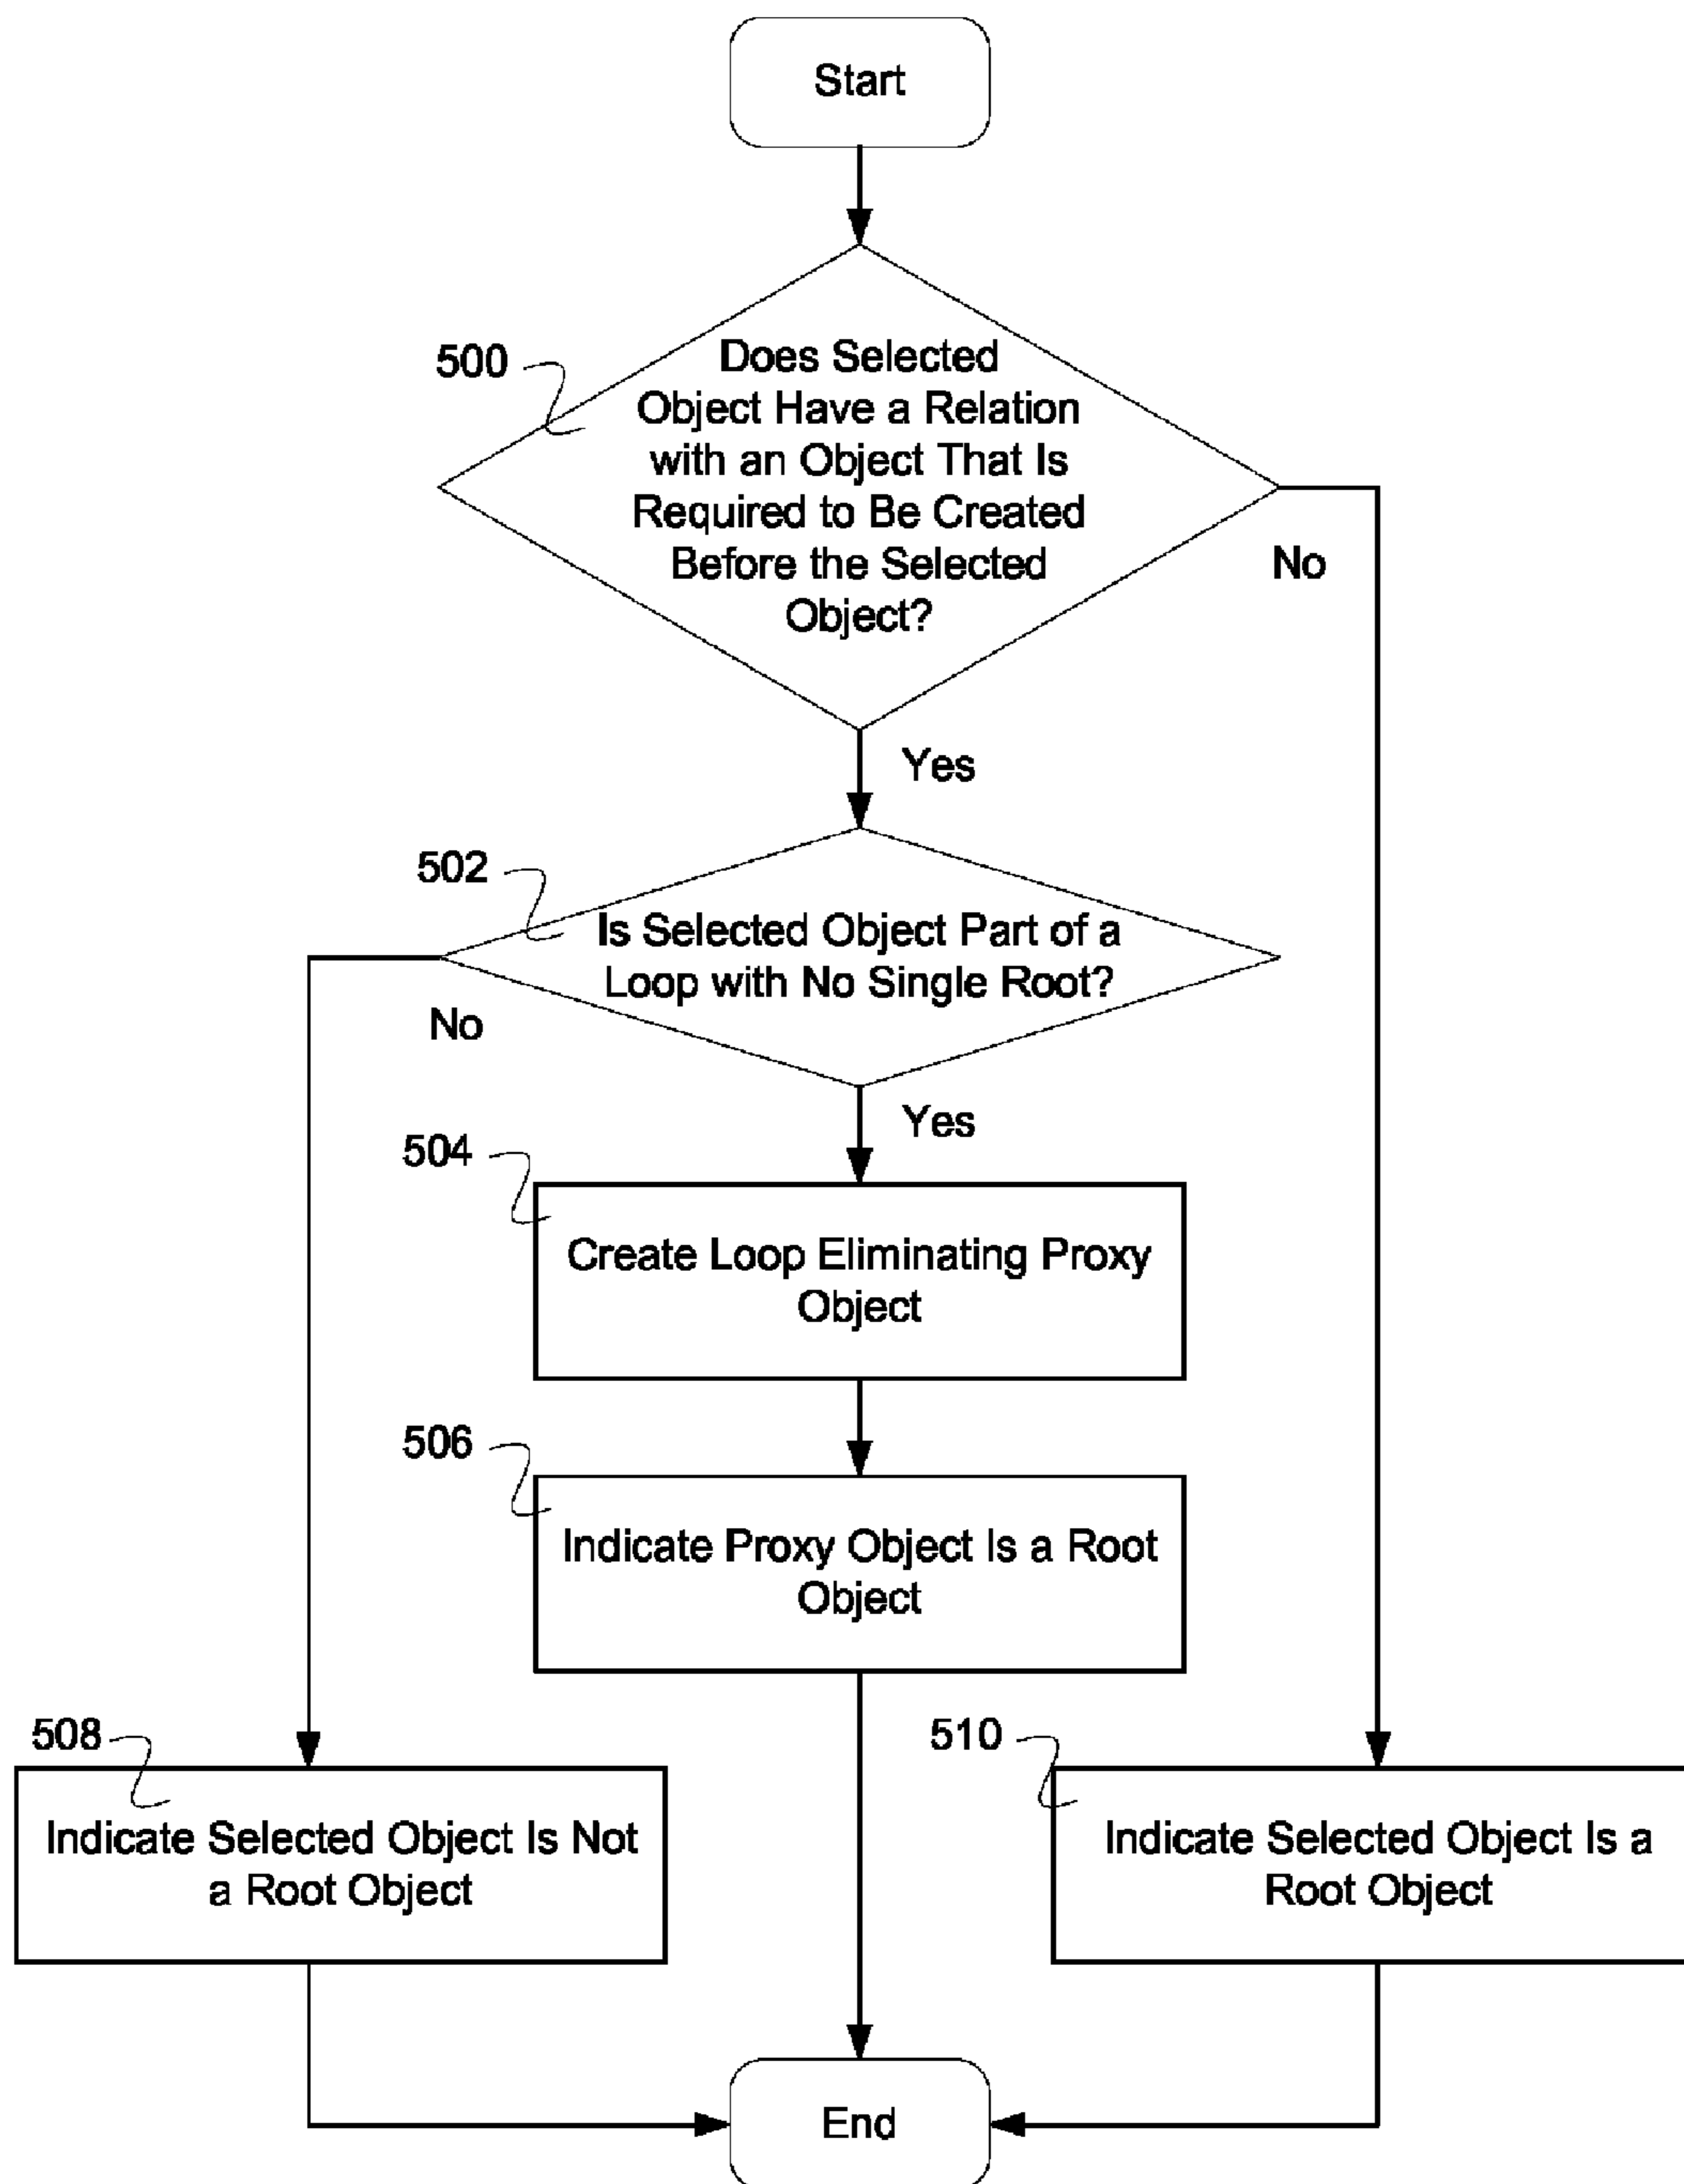 Start
500
Does Selected
Object Have a Relation
with an Object That Is
Required to Be Created
Before the Selected
Object?
No
Yes
502
Is Selected Object Part of a
Loop with No Single Root?
No
Yes
504
Create Loop Eliminating Proxy
Object
506
Indicate Proxy Object Is a Root
Object
508
Indicate Selected Object Is Not
a Root Object
510
Indicate Selected Object Is a
Root Object
End